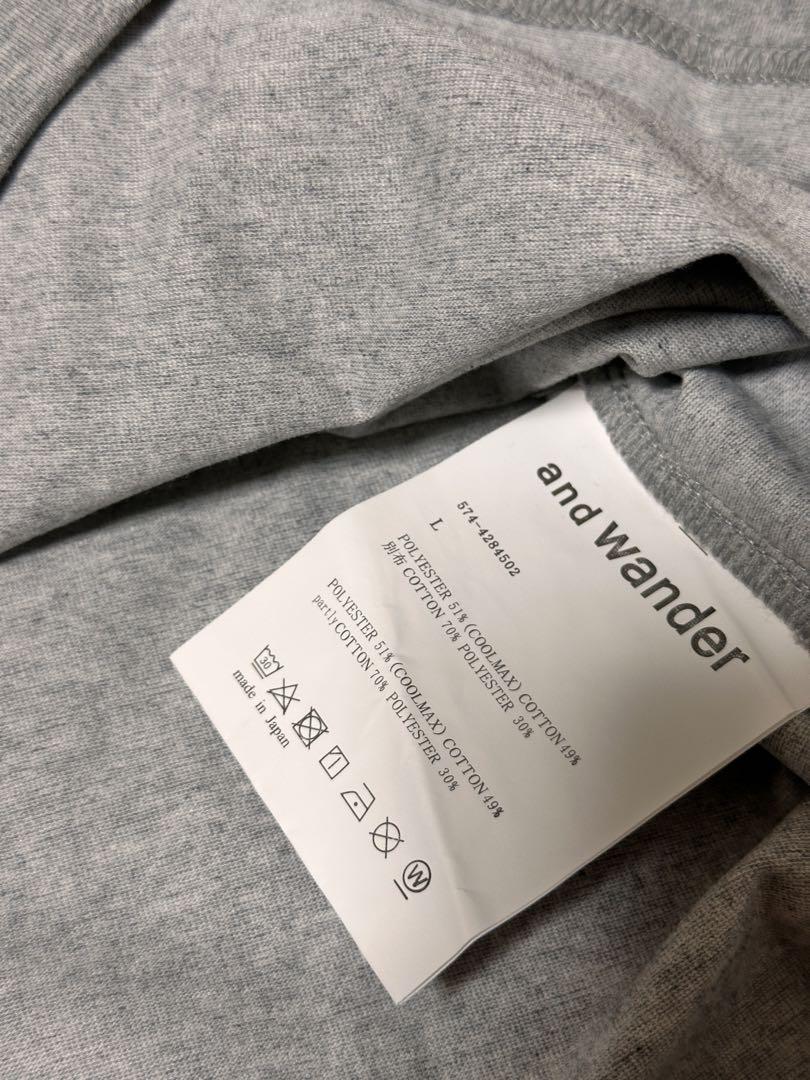 and wander
574-4284502
L
POLYESTER 51% (COOLMAX) COTTON 49%
別布 COTTON 70% POLYESTER 30%
POLYESTER 51% (COOLMAX) COTTON 49%
partly COTTON 70% POLYESTER 30%
30
W
made in Japan